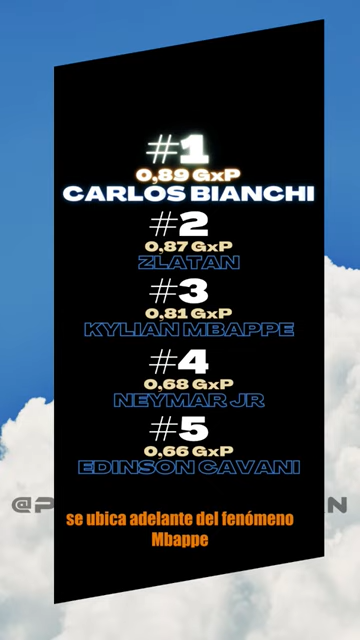 #1
0,89 GxP
CARLOS BIANCHI
#2
0,87 GxP
ZLATAN
#3
0,81 GxP
KYLIAN MBAPPE
#4
0,68 GxP
NEYMAR JR
#5
0,66 GxP
EDINSON CAVANI
se ubica adelante del fenómeno
Mbappe